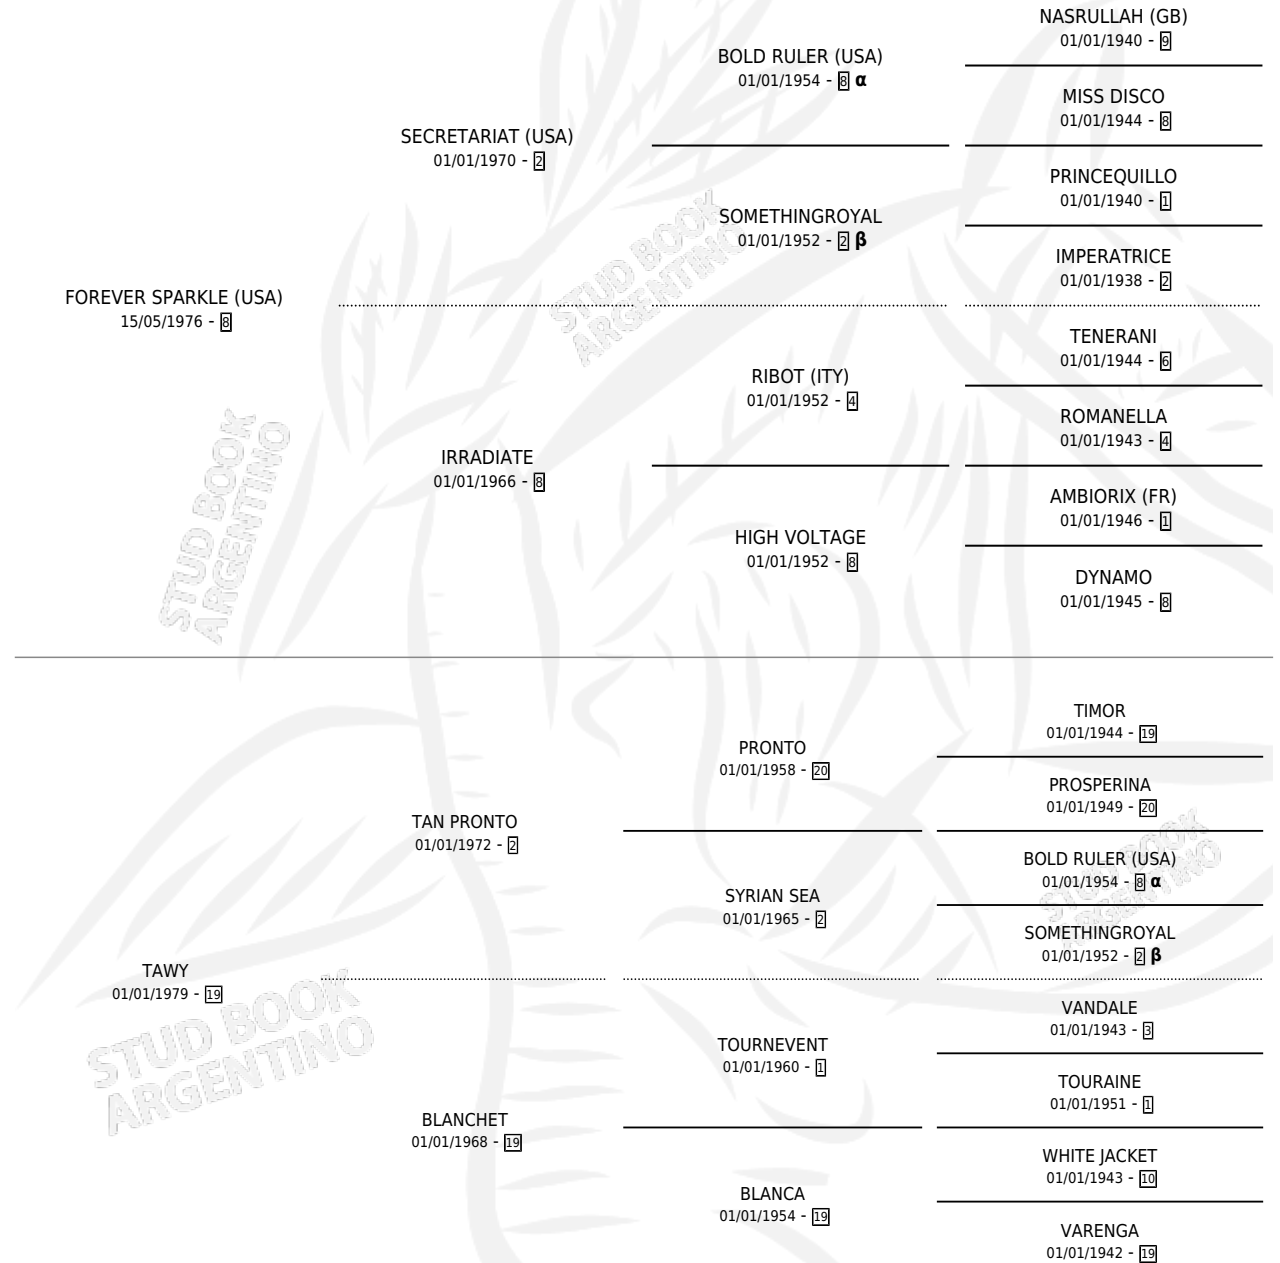 FOREVER SPARKLE (USA)
15/05/1976 - 8
SECRETARIAT (USA)
01/01/1970 - 2
BOLD RULER (USA)
01/01/1954 - 8 α
NASRULLAH (GB)
01/01/1940 - 9
MISS DISCO
01/01/1944 - 8
SOMETHINGROYAL
01/01/1952 - 2 β
PRINCEQUILLO
01/01/1940 - 1
IMPERATRICE
01/01/1938 - 2
IRRADIATE
01/01/1966 - 8
RIBOT (ITY)
01/01/1952 - 4
TENERANI
01/01/1944 - 6
ROMANELLA
01/01/1943 - 4
HIGH VOLTAGE
01/01/1952 - 8
AMBIORIX (FR)
01/01/1946 - 1
DYNAMO
01/01/1945 - 8
TAWY
01/01/1979 - 19
TAN PRONTO
01/01/1972 - 2
PRONTO
01/01/1958 - 20
TIMOR
01/01/1944 - 19
PROSPERINA
01/01/1949 - 20
SYRIAN SEA
01/01/1965 - 2
BOLD RULER (USA)
01/01/1954 - 8 α
SOMETHINGROYAL
01/01/1952 - 2 β
BLANCHET
01/01/1968 - 19
TOURNEVENT
01/01/1960 - 1
VANDALE
01/01/1943 - 3
TOURAINE
01/01/1951 - 1
BLANCA
01/01/1954 - 19
WHITE JACKET
01/01/1943 - 10
VARENGA
01/01/1942 - 19
STUD BOOK
ARGENTINO
STUD BOOK
ARGENTINO
STUD BOOK
ARGENTINO
STUD BOOK
ARGENTINO